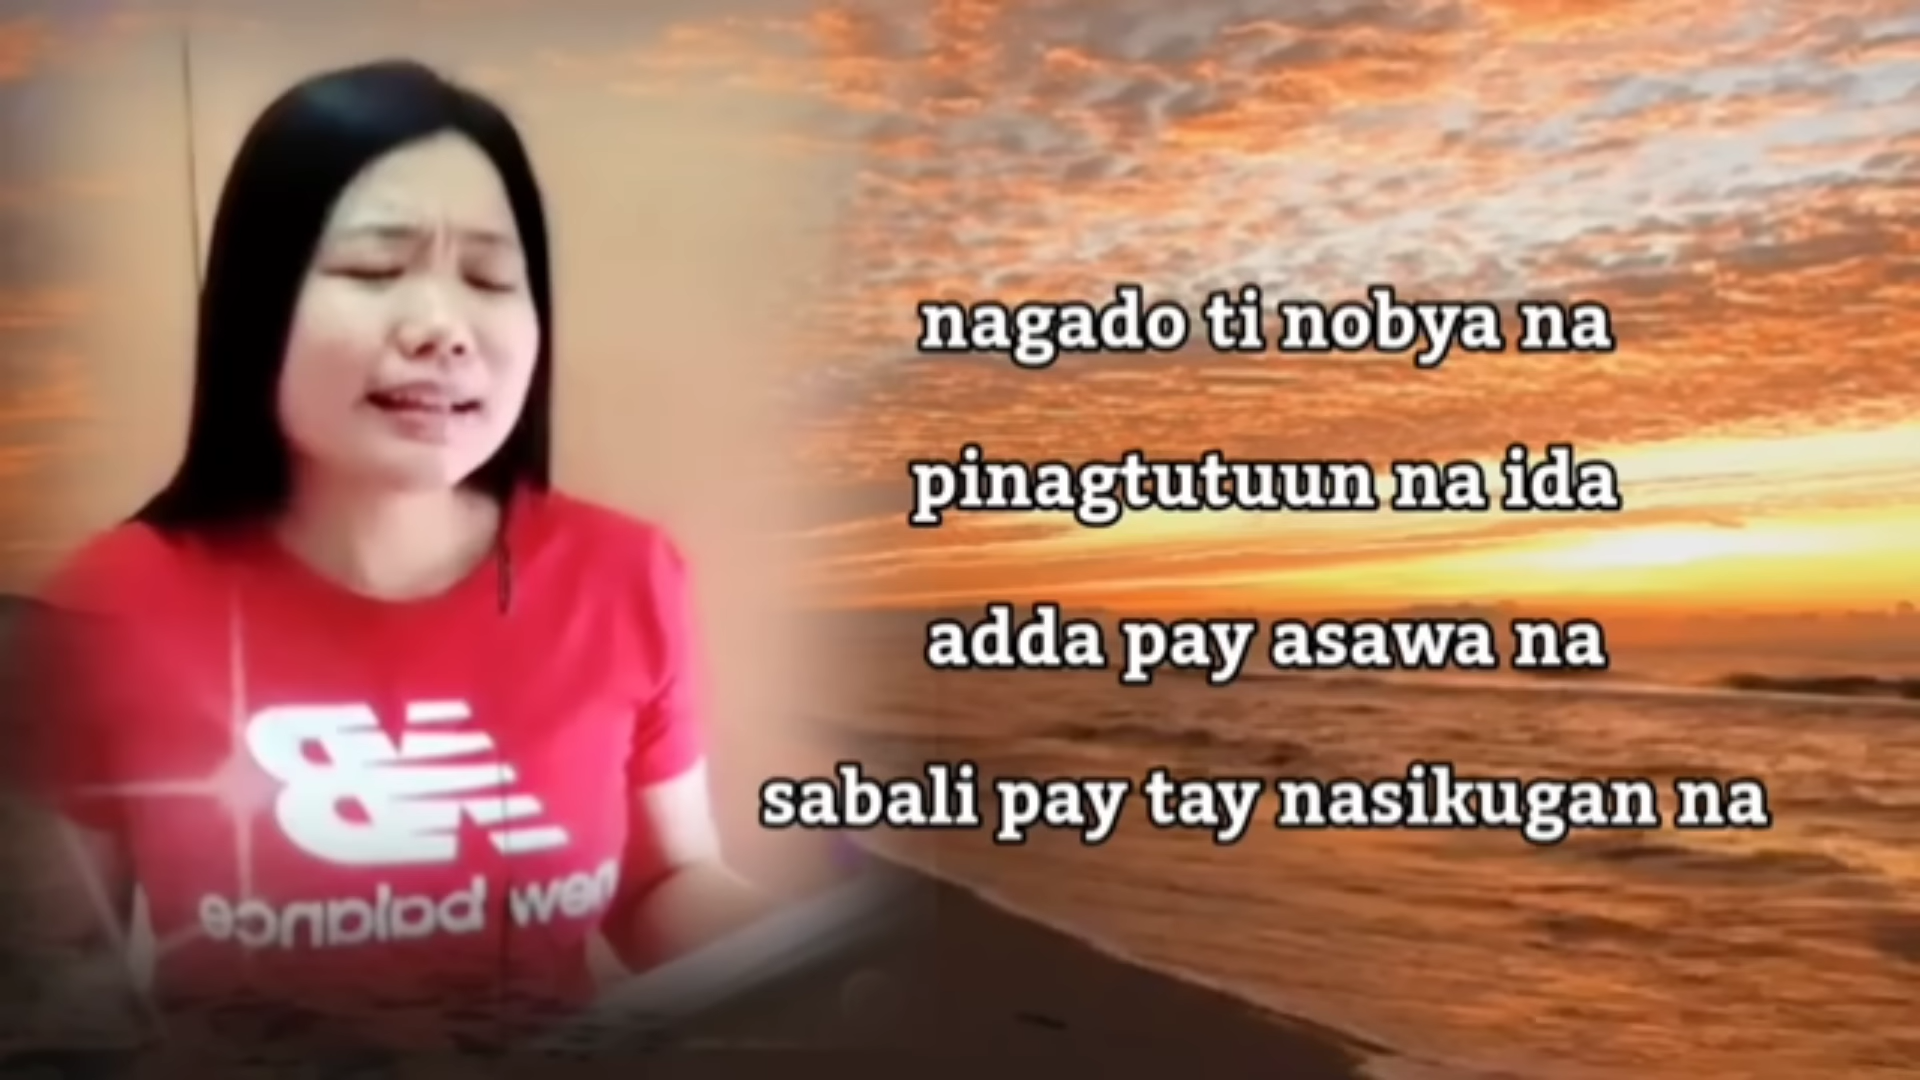 nagado ti nobya na
pinagtutuun na ida
adda pay asawa na
sabali pay tay nasikugan na
new balance